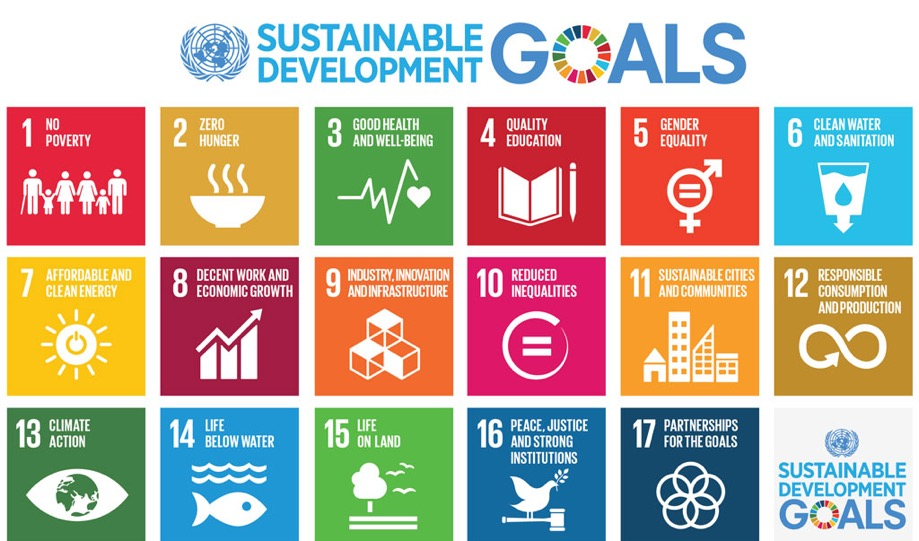 SUSTAINABLE
DEVELOPMENT
GOALS
1 NO
POVERTY
2 ZERO
HUNGER
3 GOOD HEALTH
AND WELL-BEING
4 QUALITY
EDUCATION
5 GENDER
EQUALITY
6 CLEAN WATER
AND SANITATION
7 AFFORDABLE AND
CLEAN ENERGY
8 DECENT WORK AND
ECONOMIC GROWTH
9 INDUSTRY, INNOVATION
AND INFRASTRUCTURE
10 REDUCED
INEQUALITIES
11 SUSTAINABLE CITIES
AND COMMUNITIES
12 RESPONSIBLE
CONSUMPTION
AND PRODUCTION
13 CLIMATE
ACTION
14 LIFE
BELOW WATER
15 LIFE
ON LAND
16 PEACE, JUSTICE
AND STRONG
INSTITUTIONS
17 PARTNERSHIPS
FOR THE GOALS
SUSTAINABLE
DEVELOPMENT
GOALS